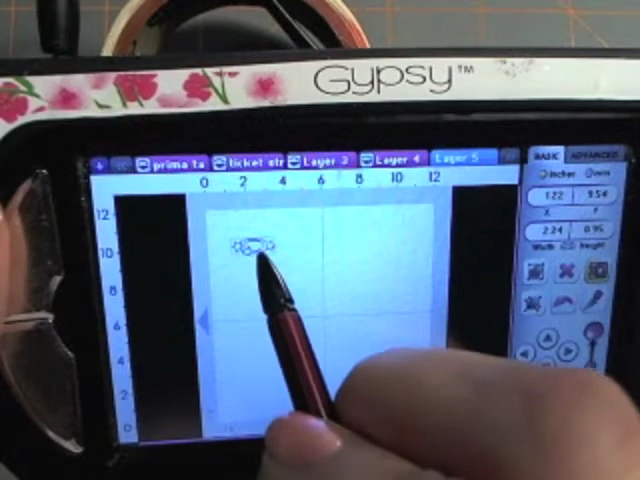 Gypsy™
prima ta ticket str Layer 3 Layer 4 Layer 5
BASIC ADVANCED
0 2 4 6 8 10 12
Inches
1.22 9.54
X Y
2.24 0.95
Width Height
12
10
8
6
4
2
0